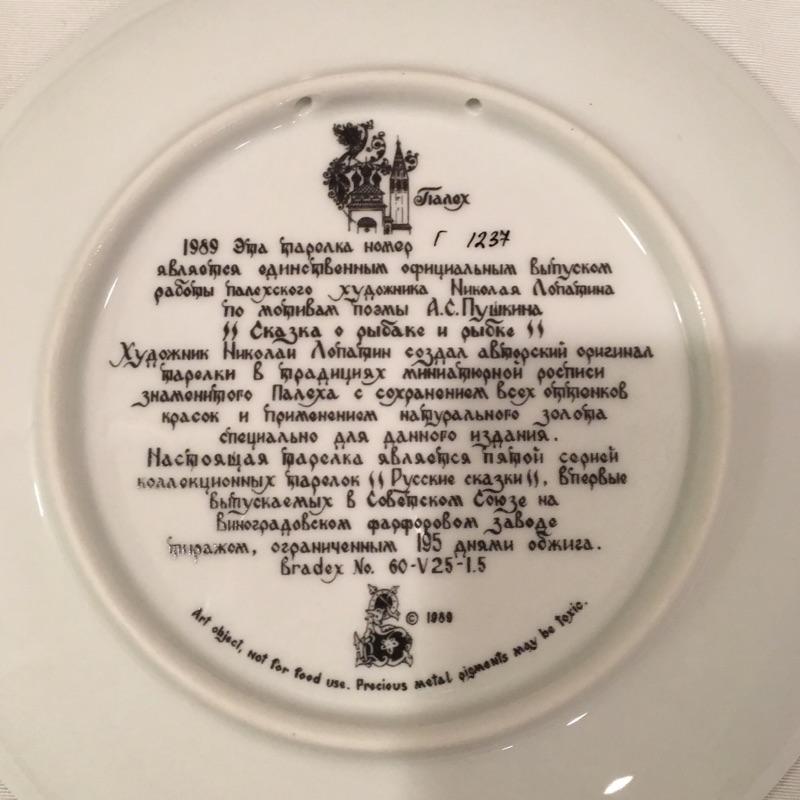 Палех
1989 Эта тарелка номер Г 1237
является единственным официальным выпуском
работы палехского художника Николая Лопатина
по мотивам поэмы А.С.Пушкина
" Сказка о рыбаке и рыбке "
Художник Николай Лопатин создал авторский оригинал
тарелки в традициях миниатюрной росписи
знаменитого Палеха с сохранением всех оттенков
красок и применением натурального золота
специально для данного издания.
Настоящая тарелка является пятой серией
коллекционных тарелок "Русские сказки", впервые
выпускаемых в Советском Союзе на
Виноградовском фарфоровом заводе
тиражом, ограниченным 195 днями обжига.
Bradex No. 60-V25-1.5
© 1989
Art object, not for food use. Precious metal pigments may be toxic.